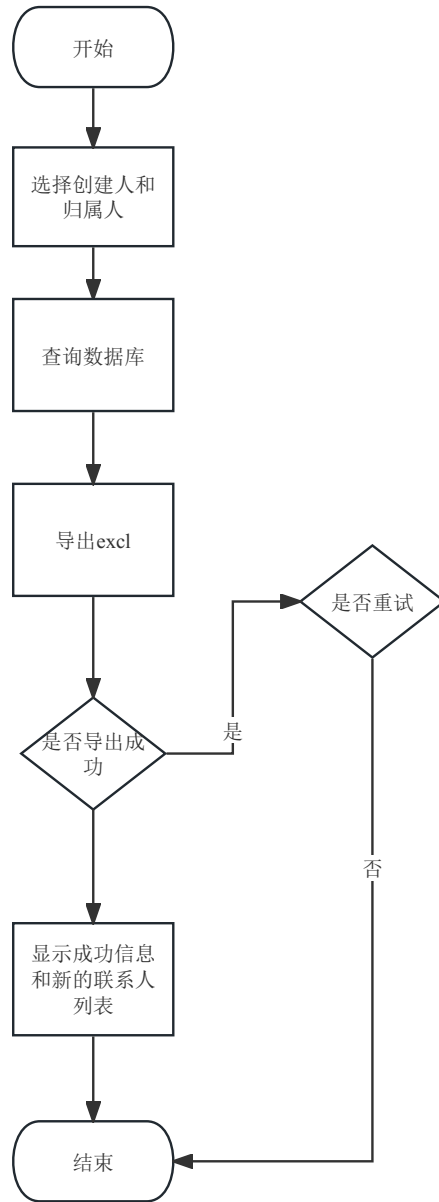 开始
选择创建人和
归属人
查询数据库
导出excl
是否重试
是否导出成
功
是
否
显示成功信息
和新的联系人
列表
结束